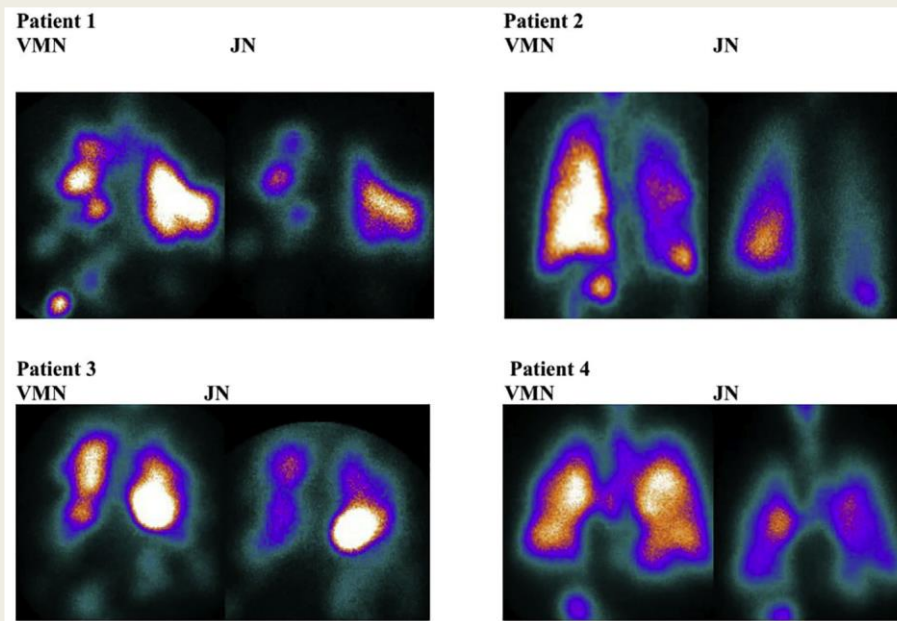 Patient 1
VMN JN
Patient 2
VMN JN
Patient 3
VMN JN
Patient 4
VMN JN